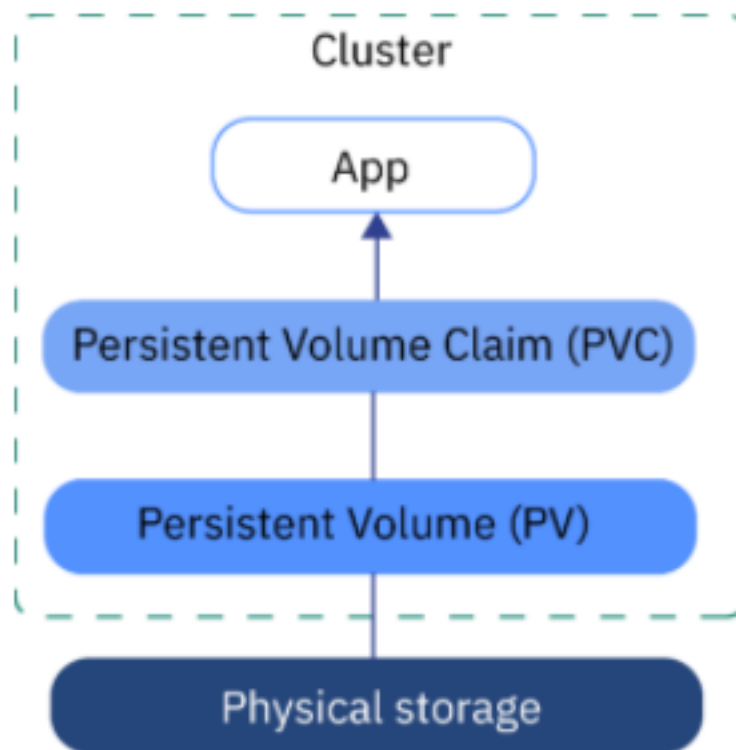 Cluster
App
Persistent Volume Claim (PVC)
Persistent Volume (PV)
Physical storage